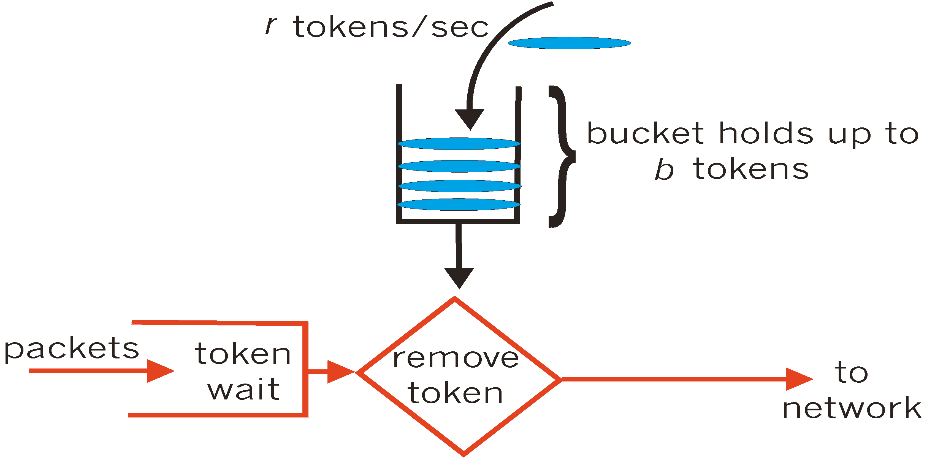 r tokens/sec
bucket holds up to
b tokens
packets
token
wait
remove
token
to
network